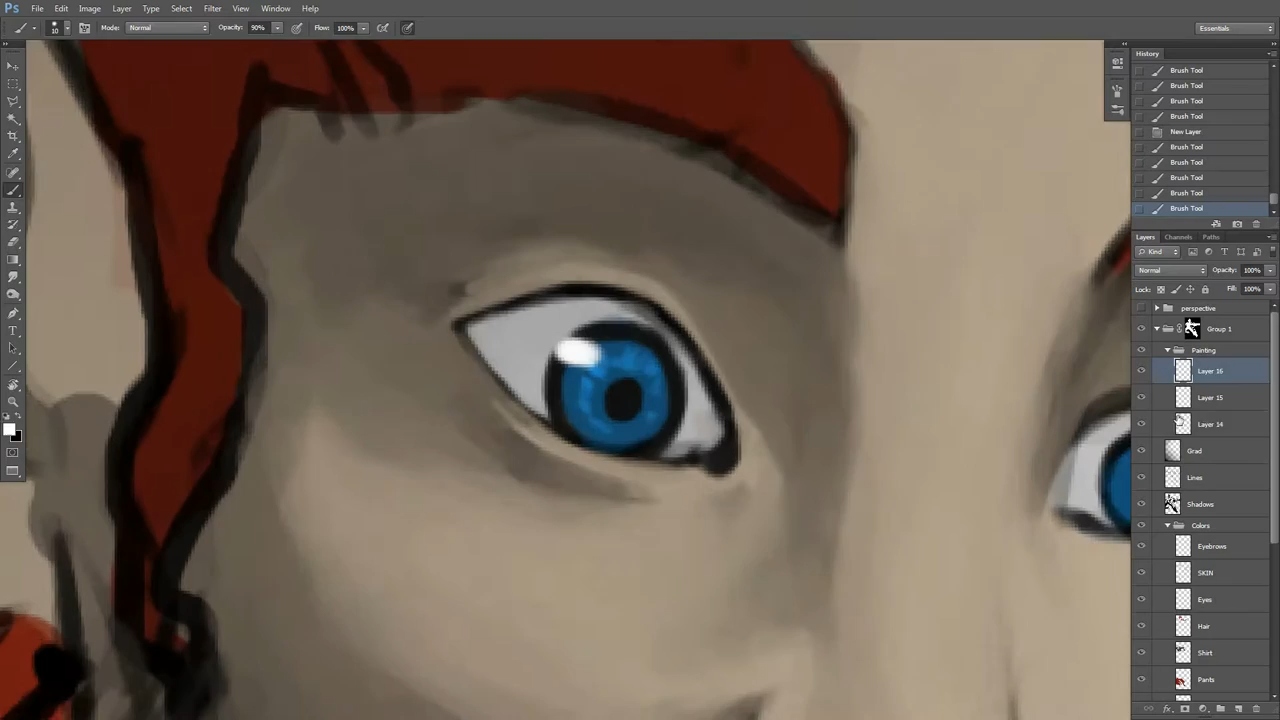 Ps File Edit Image Layer Type Select Filter View Window Help
10 Mode: Normal Opacity: 90% Flow: 100% Essentials
History
Brush Tool
Brush Tool
Brush Tool
Brush Tool
New Layer
Brush Tool
Brush Tool
Brush Tool
Brush Tool
Brush Tool
Layers Channels Paths
Kind
Normal Opacity: 100%
Lock: Fill: 100%
perspective
Group 1
Painting
Layer 16
Layer 15
Layer 14
Grad
Lines
Shadows
Colors
Eyebrows
SKIN
Eyes
Hair
Shirt
Pants
fx